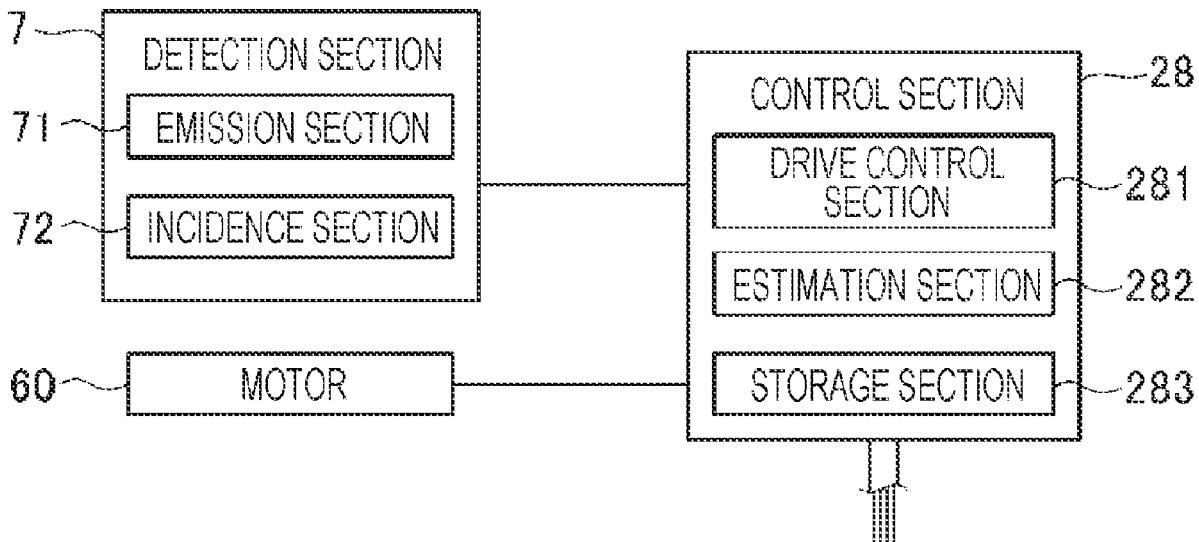 7
DETECTION SECTION
71
EMISSION SECTION
72
INCIDENCE SECTION
60
MOTOR
28
CONTROL SECTION
DRIVE CONTROL
SECTION
281
ESTIMATION SECTION
282
STORAGE SECTION
283